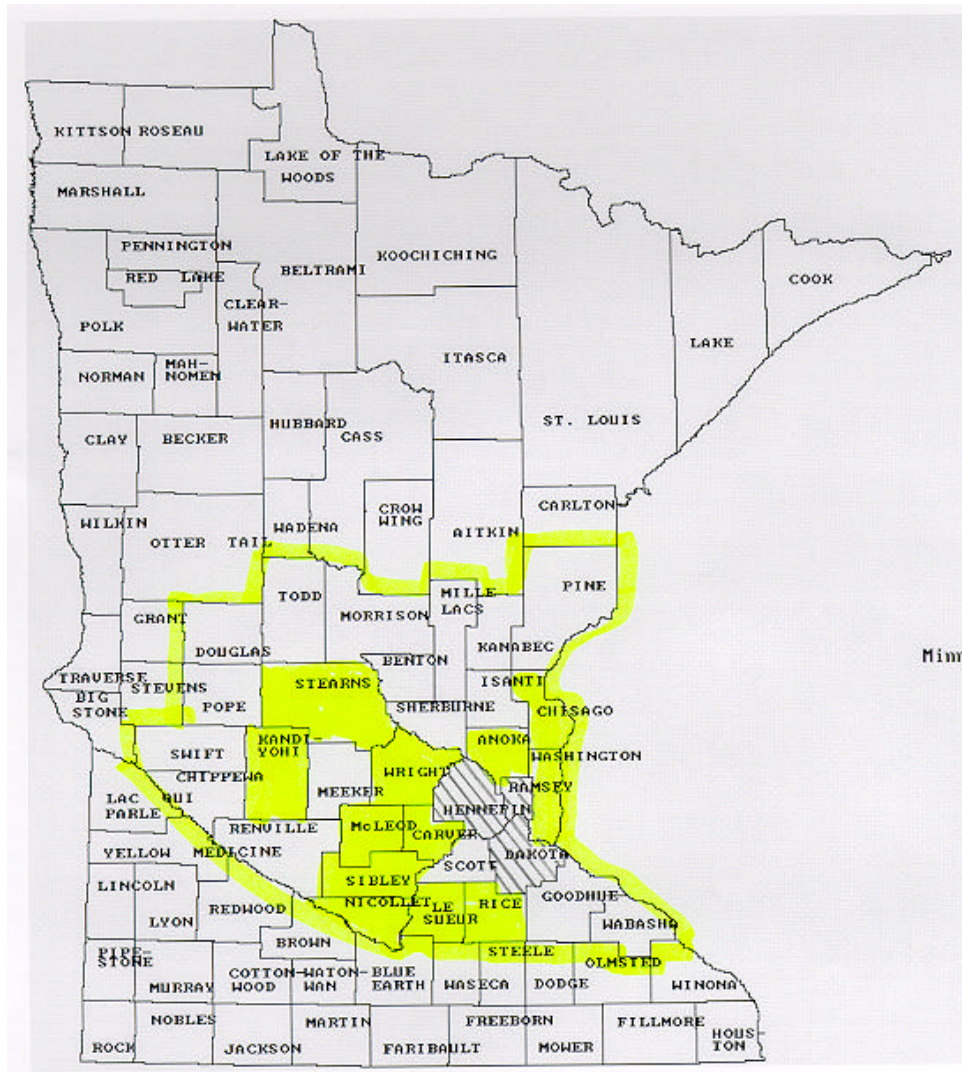 KITTSON ROSEAU
LAKE OF THE
WOODS
MARSHALL
PENNINGTON
RED LAKE
BELTRAMI
KOOCHICHING
COOK
CLEAR-
WATER
POLK
LAKE
ITASCA
NORMAN
MAH-
NOMEN
HUBBARD
CASS
ST. LOUIS
CLAY
BECKER
CARLTON
CROW
WING
WILKIN
WADENA
AITKIN
OTTER TAIL
PINE
TODD
MILLE
LACS
MORRISON
GRANT
KANABEC
DOUGLAS
BENTON
Minn
TRAVERSE
STEVENS
STEARNS
ISANTI
BIG
STONE
POPE
SHERBURNE
CHISAGO
KANDI-
YOHI
ANOKA
SWIFT
WASHINGTON
CHIPPEWA
WRIGHT
MEEKER
RAMSEY
LAC QUI
PARLE
HENNEPIN
RENVILLE
McLEOD
CARVER
YELLOW MEDICINE
SCOTT
DAKOTA
LINCOLN
SIBLEY
GOODHUE
NICOLLET
LE
SUEUR
RICE
REDWOOD
LYON
WABASHA
BROWN
STEELE
PIPE-
STONE
OLMSTED
COTTON-
WOOD
WATON-
WAN
BLUE
EARTH
WASECA
DODGE
WINONA
MURRAY
NOBLES
MARTIN
FREEBORN
FILLMORE
HOUS-
TON
ROCK
JACKSON
FARIBAULT
MOWER